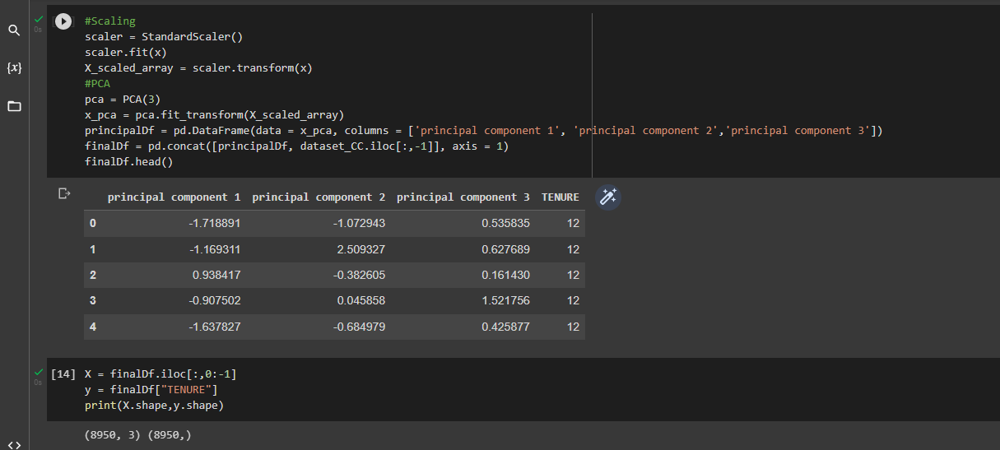 #Scaling
scaler = StandardScaler()
scaler.fit(x)
X_scaled_array = scaler.transform(x)
#PCA
pca = PCA(3)
x_pca = pca.fit_transform(X_scaled_array)
principalDf = pd.DataFrame(data = x_pca, columns = ['principal component 1', 'principal component 2','principal component 3'])
finalDf = pd.concat([principalDf, dataset_CC.iloc[:,-1]], axis = 1)
finalDf.head()
0s
{x}
principal component 1 principal component 2 principal component 3 TENURE
0 -1.718891 -1.072943 0.535835 12
1 -1.169311 2.509327 0.627689 12
2 0.938417 -0.382605 0.161430 12
3 -0.907502 0.045858 1.521756 12
4 -1.637827 -0.684979 0.425877 12
[14] X = finalDf.iloc[:,0:-1]
0s
y = finalDf["TENURE"]
print(X.shape,y.shape)
(8950, 3) (8950,)